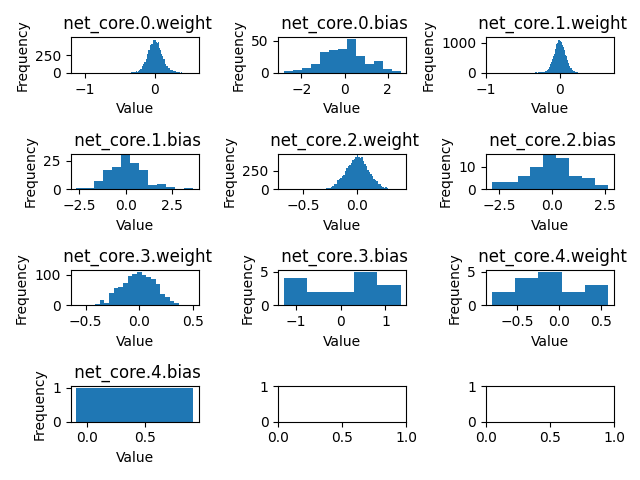 net_core.0.weight net_core.0.bias net_core.1.weight
Frequency 250 0 Frequency 50 0 Frequency 1000 0
−1 0 −2 0 2 −1 0
Value Value Value
net_core.1.bias net_core.2.weight net_core.2.bias
Frequency 25 0 Frequency 250 0 Frequency 10 0
−2.5 0.0 2.5 −0.5 0.0 −2.5 0.0 2.5
Value Value Value
net_core.3.weight net_core.3.bias net_core.4.weight
Frequency 100 0 Frequency 5 0 Frequency 5 0
−0.5 0.0 0.5 −1 0 1 −0.5 0.0 0.5
Value Value Value
net_core.4.bias
Frequency 1 0 1 0 1 0
0.0 0.5 0.0 0.5 1.0 0.0 0.5 1.0
Value